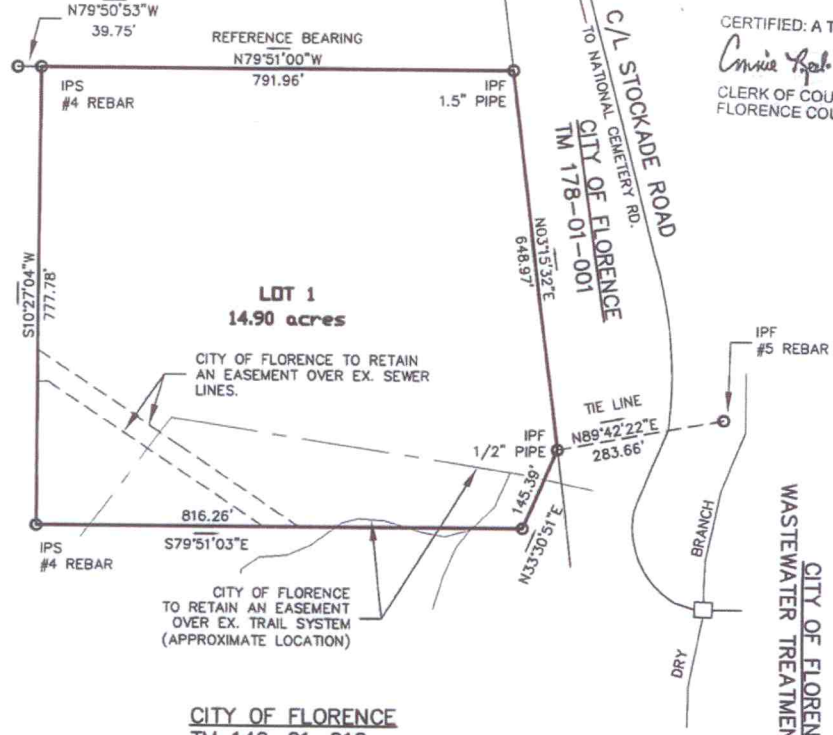 N79°50'53"W
39.75'
REFERENCE BEARING
N79°51'00"W
791.96'
IPS
#4 REBAR
IPF
1.5" PIPE
C/L STOCKADE ROAD
TO NATIONAL CEMETERY RD.
CERTIFIED: A T
CLERK OF COU
FLORENCE COU
CITY OF FLORENCE
TM 178-01-001
N03°15'32"E
648.97'
S10°27'04"W
777.78'
LOT 1
14.90 acres
CITY OF FLORENCE TO RETAIN
AN EASEMENT OVER EX. SEWER
LINES.
IPF
#5 REBAR
TIE LINE
N89°42'22"E
283.66'
IPF
1/2" PIPE
145.39'
N33°30'51"E
816.26'
S79°51'03"E
IPS
#4 REBAR
CITY OF FLORENCE
TO RETAIN AN EASEMENT
OVER EX. TRAIL SYSTEM
(APPROXIMATE LOCATION)
BRANCH
DRY
CITY OF FLOREN
WASTEWATER TREATMEN
CITY OF FLORENCE